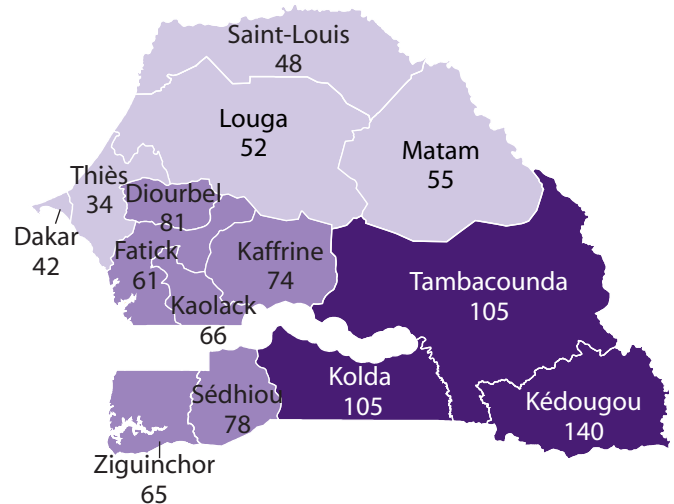 Saint-Louis
48
Louga
52
Matam
55
Thiès
34
Diourbel
81
Dakar
42
Fatick
61
Kaffrine
74
Kaolack
66
Tambacounda
105
Sédhiou
78
Kolda
105
Kédougou
140
Ziguinchor
65